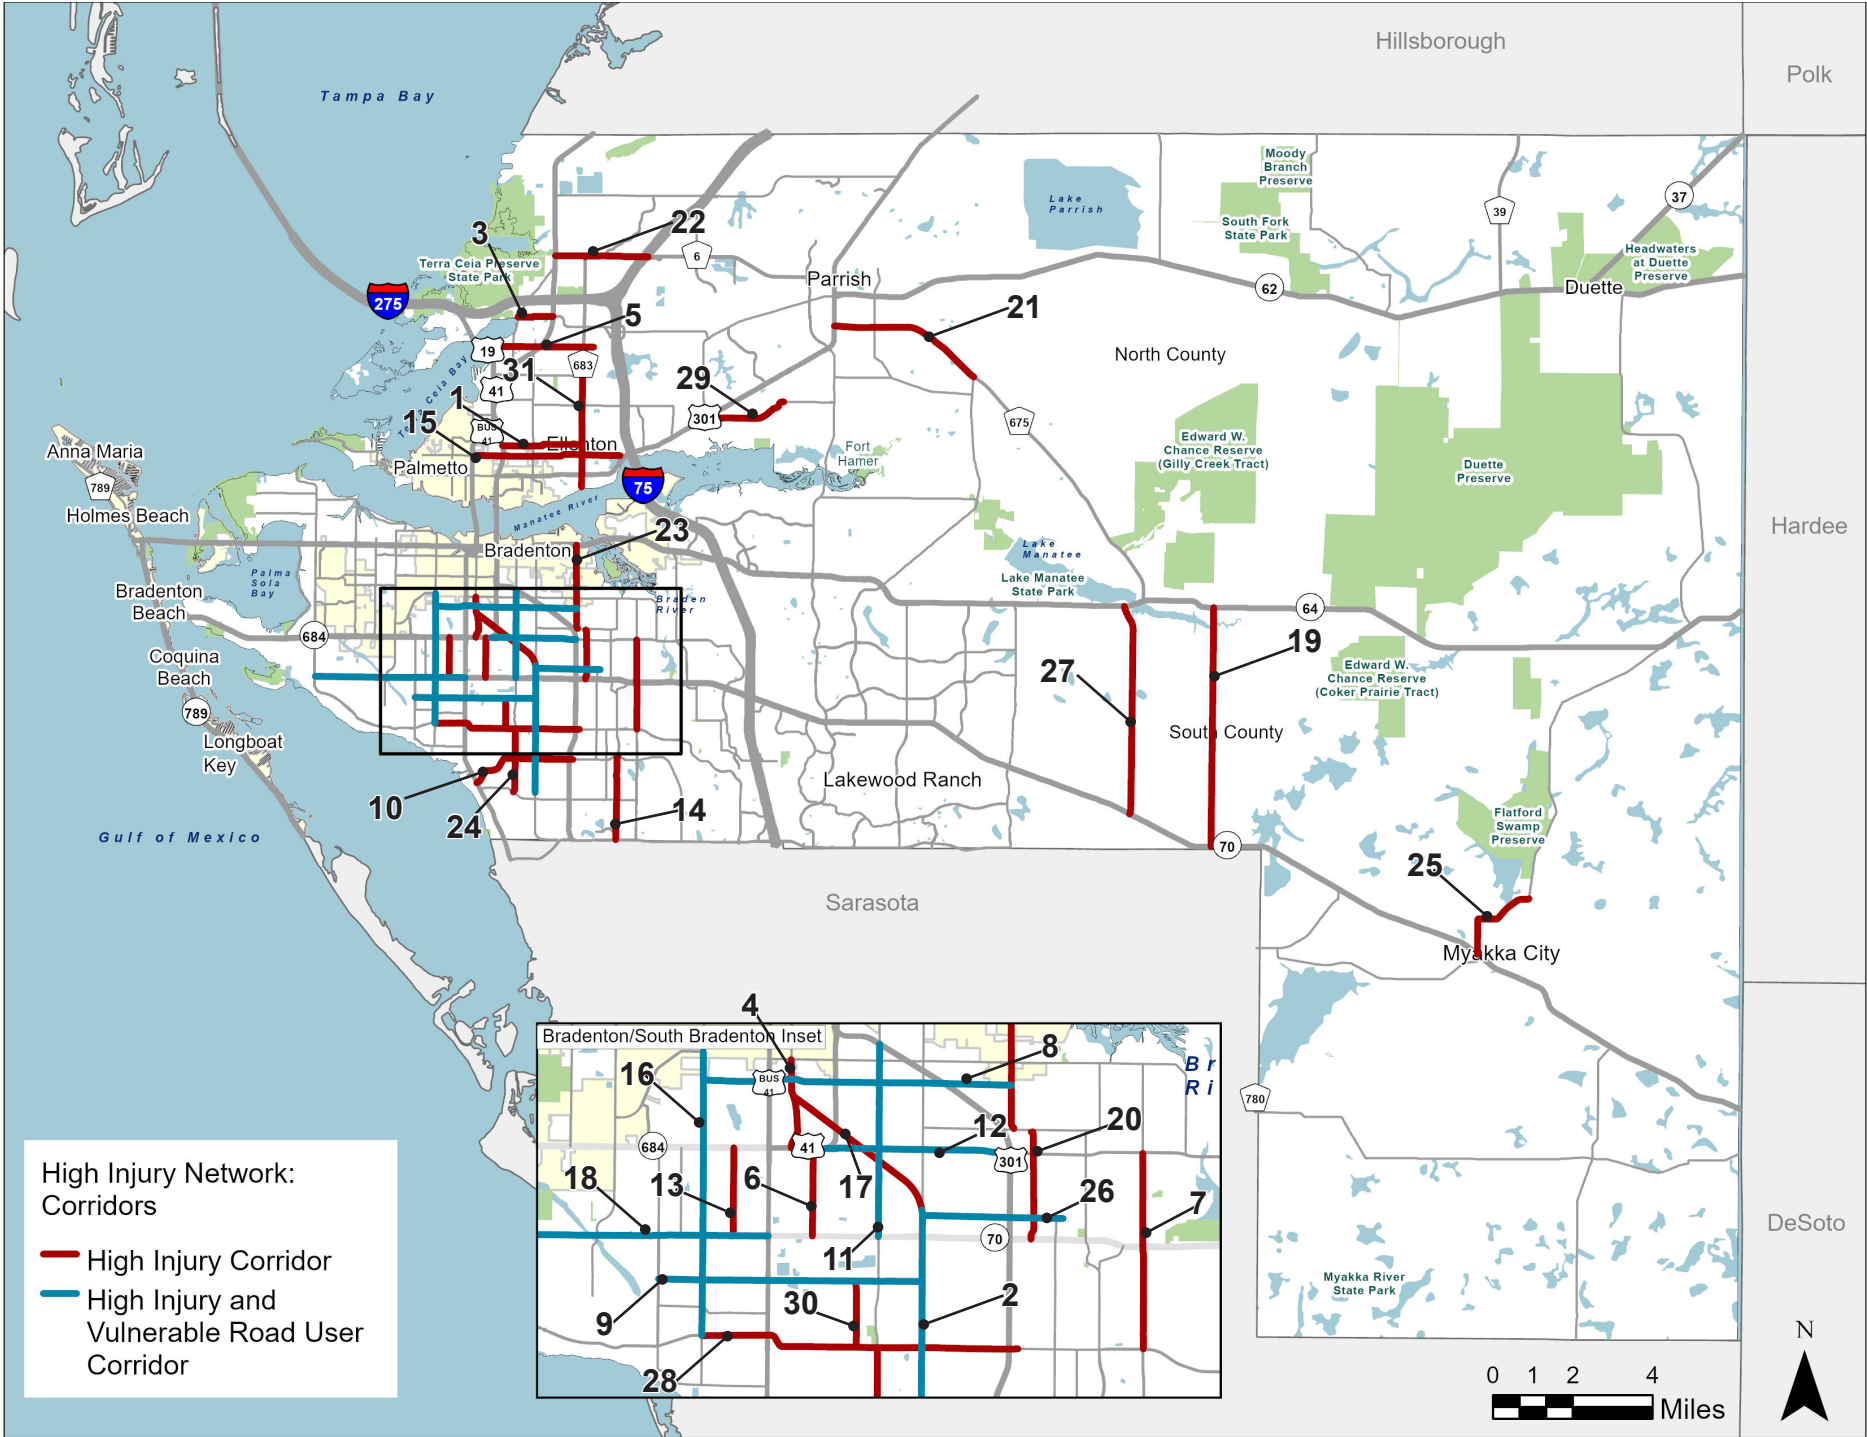 Hillsborough
Polk
Tampa Bay
Moody
Branch
Preserve
37
39
Lake
Parrish
South Fork
State Park
22
3
6
Headwaters
at Duette
Preserve
Terra Ceia Preserve
State Park
Parrish
62
Duette
275
5
21
19
North County
683
31
41
29
1
301
15
BUS
41
675
Ellenton
Edward W.
Chance Reserve
(Gilly Creek Tract)
Fort
Hamer
Anna Maria
Palmetto
Duette
Preserve
789
75
Holmes Beach
Manatee River
23
Hardee
Bradenton
Lake
Manatee
Palma
Sola
Bay
Lake Manatee
State Park
Bradenton
Beach
Braden
River
64
684
19
Coquina
Beach
27
Edward W.
Chance Reserve
(Coker Prairie Tract)
789
South County
Longboat
Key
Lakewood Ranch
10
14
24
Flatford
Swamp
Preserve
Gulf of Mexico
70
25
Sarasota
Myakka City
4
Bradenton/South Bradenton Inset
8
Br
Ri
16
BUS
41
780
20
12
684
41
301
18
13
6
17
26
7
DeSoto
70
11
High Injury Network:
Corridors
High Injury Corridor
High Injury and
Vulnerable Road User
Corridor
9
30
2
28
Myakka River
State Park
N
0 1 2 4
Miles